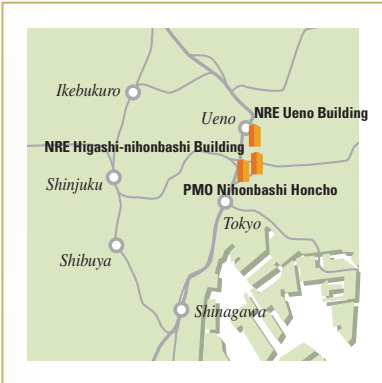 Ikebukuro
Ueno
NRE Ueno Building
NRE Higashi-nihonbashi Building
Shinjuku
PMO Nihonbashi Honcho
Tokyo
Shibuya
Shinagawa